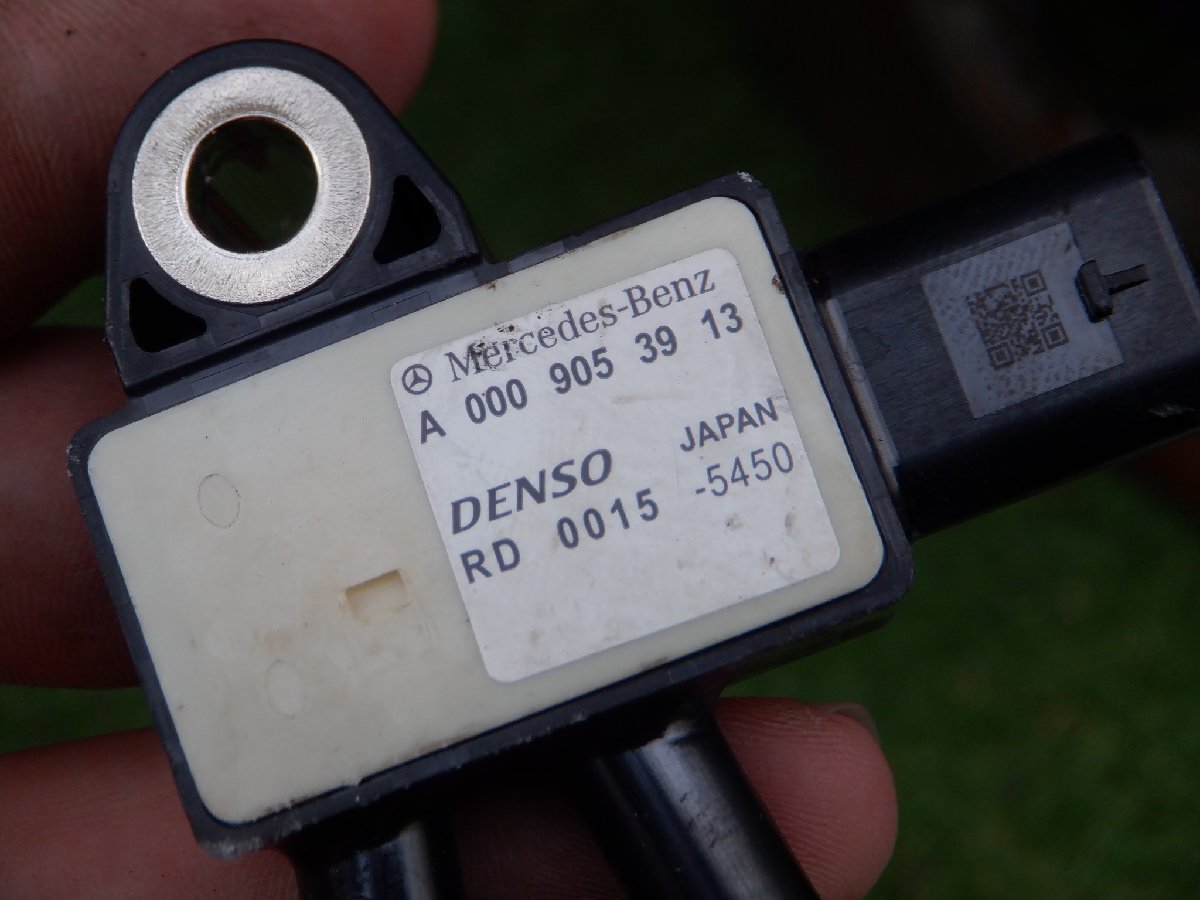 Mercedes-Benz
A 000 905 39 13
DENSO JAPAN
RD 0015 -5450